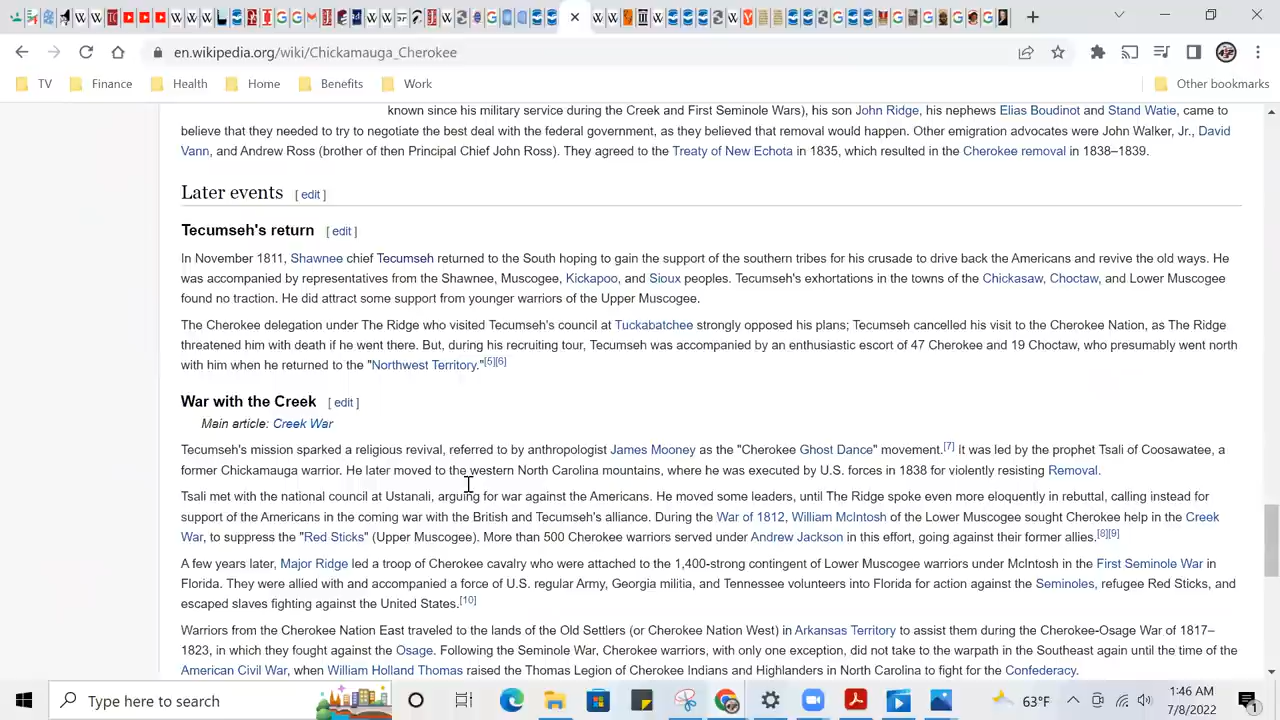 en.wikipedia.org/wiki/Chickamauga_Cherokee
TV Finance Health Home Benefits Work Other bookmarks
known since his military service during the Creek and First Seminole Wars), his son John Ridge, his nephews Elias Boudinot and Stand Watie, came to
believe that they needed to try to negotiate the best deal with the federal government, as they believed that removal would happen. Other emigration advocates were John Walker, Jr., David
Vann, and Andrew Ross (brother of then Principal Chief John Ross). They agreed to the Treaty of New Echota in 1835, which resulted in the Cherokee removal in 1838–1839.
Later events [ edit ]
Tecumseh's return [ edit ]
In November 1811, Shawnee chief Tecumseh returned to the South hoping to gain the support of the southern tribes for his crusade to drive back the Americans and revive the old ways. He
was accompanied by representatives from the Shawnee, Muscogee, Kickapoo, and Sioux peoples. Tecumseh's exhortations in the towns of the Chickasaw, Choctaw, and Lower Muscogee
found no traction. He did attract some support from younger warriors of the Upper Muscogee.
The Cherokee delegation under The Ridge who visited Tecumseh's council at Tuckabatchee strongly opposed his plans; Tecumseh cancelled his visit to the Cherokee Nation, as The Ridge
threatened him with death if he went there. But, during his recruiting tour, Tecumseh was accompanied by an enthusiastic escort of 47 Cherokee and 19 Choctaw, who presumably went north
with him when he returned to the "Northwest Territory."[5][6]
War with the Creek [ edit ]
Main article: Creek War
Tecumseh's mission sparked a religious revival, referred to by anthropologist James Mooney as the "Cherokee Ghost Dance" movement.[7] It was led by the prophet Tsali of Coosawatee, a
former Chickamauga warrior. He later moved to the western North Carolina mountains, where he was executed by U.S. forces in 1838 for violently resisting Removal.
Tsali met with the national council at Ustanali, arguing for war against the Americans. He moved some leaders, until The Ridge spoke even more eloquently in rebuttal, calling instead for
support of the Americans in the coming war with the British and Tecumseh's alliance. During the War of 1812, William McIntosh of the Lower Muscogee sought Cherokee help in the Creek
War, to suppress the "Red Sticks" (Upper Muscogee). More than 500 Cherokee warriors served under Andrew Jackson in this effort, going against their former allies.[8][9]
A few years later, Major Ridge led a troop of Cherokee cavalry who were attached to the 1,400-strong contingent of Lower Muscogee warriors under McIntosh in the First Seminole War in
Florida. They were allied with and accompanied a force of U.S. regular Army, Georgia militia, and Tennessee volunteers into Florida for action against the Seminoles, refugee Red Sticks, and
escaped slaves fighting against the United States.[10]
Warriors from the Cherokee Nation East traveled to the lands of the Old Settlers (or Cherokee Nation West) in Arkansas Territory to assist them during the Cherokee-Osage War of 1817–
1823, in which they fought against the Osage. Following the Seminole War, Cherokee warriors, with only one exception, did not take to the warpath in the Southeast again until the time of the
American Civil War, when William Holland Thomas raised the Thomas Legion of Cherokee Indians and Highlanders in North Carolina to fight for the Confederacy.
Type here to search
63°F
1:46 AM
7/8/2022
1